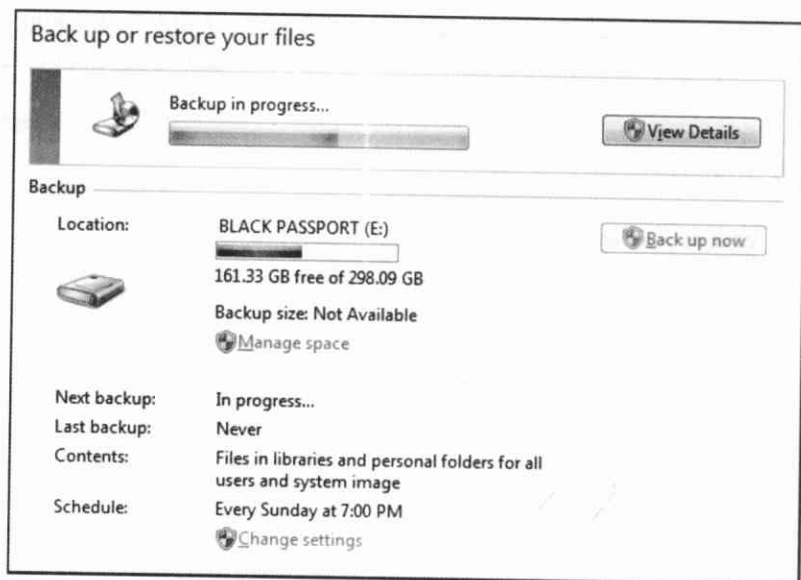 Back up or restore your files
Backup in progress...
View Details
Backup
Location:
BLACK PASSPORT (E:)
Back up now
161.33 GB free of 298.09 GB
Backup size: Not Available
Manage space
Next backup: In progress...
Last backup: Never
Contents: Files in libraries and personal folders for all
users and system image
Schedule: Every Sunday at 7:00 PM
Change settings